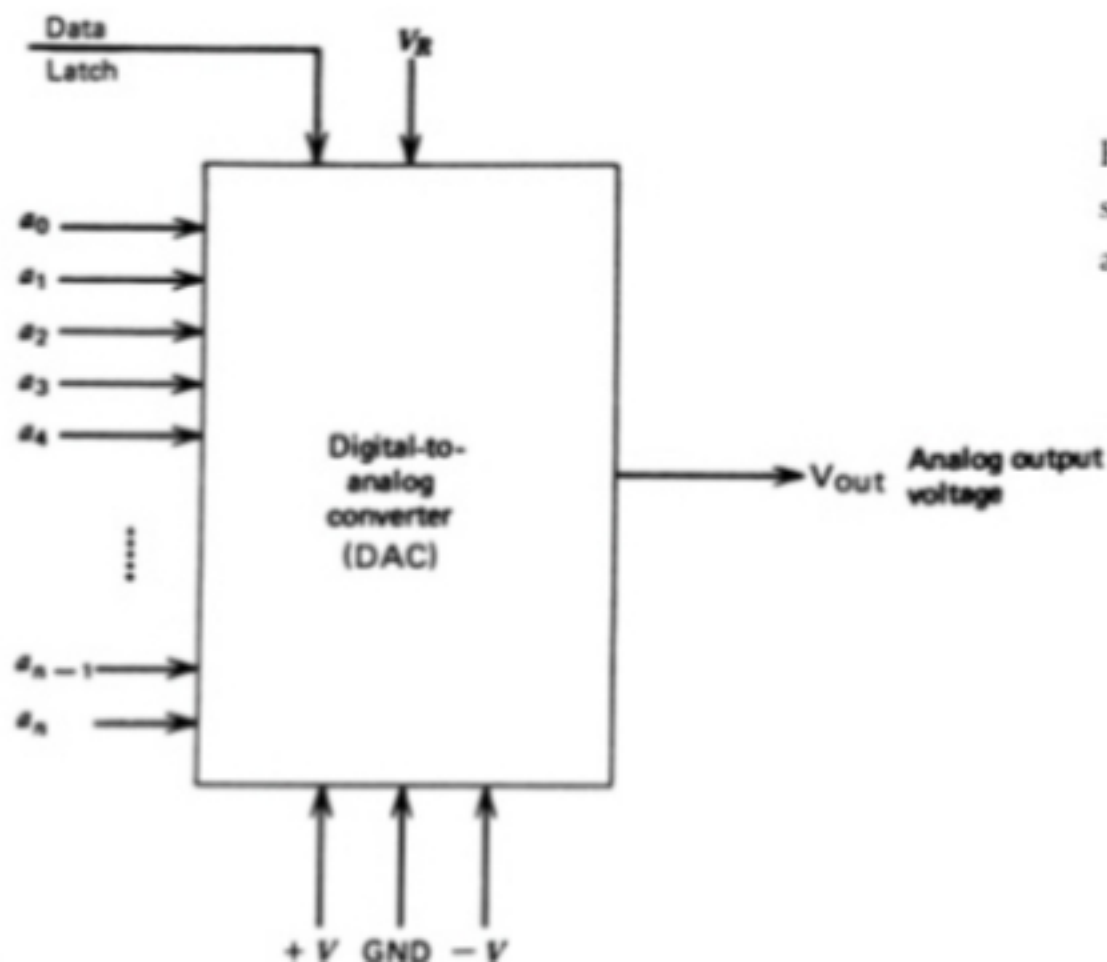 Data
Latch
V_R
a_0
a_1
a_2
a_3
a_4
a_{n-1}
a_n
Digital-to-
analog
converter
(DAC)
V_out
Analog output
voltage
+ V GND - V